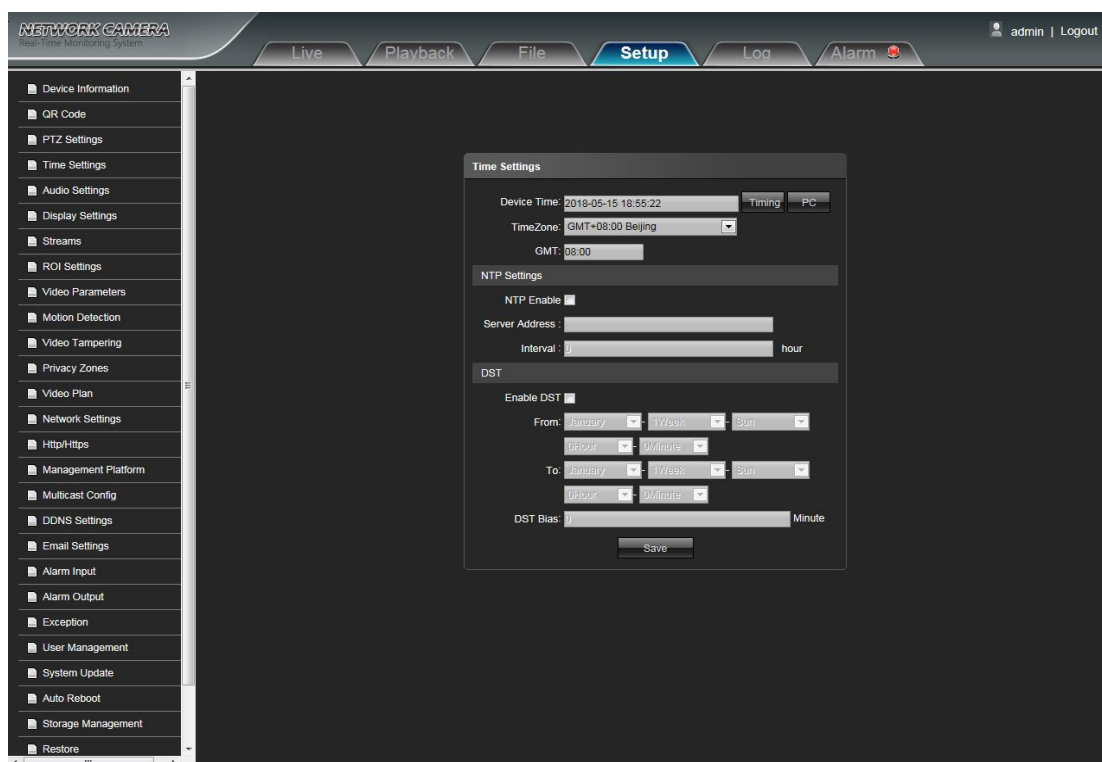 NETWORK CAMERA
Real-Time Monitoring System
admin | Logout
Live
Playback
File
Setup
Log
Alarm
Device Information
QR Code
PTZ Settings
Time Settings
Audio Settings
Display Settings
Streams
ROI Settings
Video Parameters
Motion Detection
Video Tampering
Privacy Zones
Video Plan
Network Settings
Http/Https
Management Platform
Multicast Config
DDNS Settings
Email Settings
Alarm Input
Alarm Output
Exception
User Management
System Update
Auto Reboot
Storage Management
Restore
Time Settings
Device Time: 2018-05-15 18:55:22 Timing PC
TimeZone: GMT+08:00 Beijing
GMT: 08:00
NTP Settings
NTP Enable
Server Address :
Interval : 0 hour
DST
Enable DST
From: January - 1Week - Sun
0Hour - 0Minute
To: January - 1Week - Sun
0Hour - 0Minute
DST Bias: 0 Minute
Save